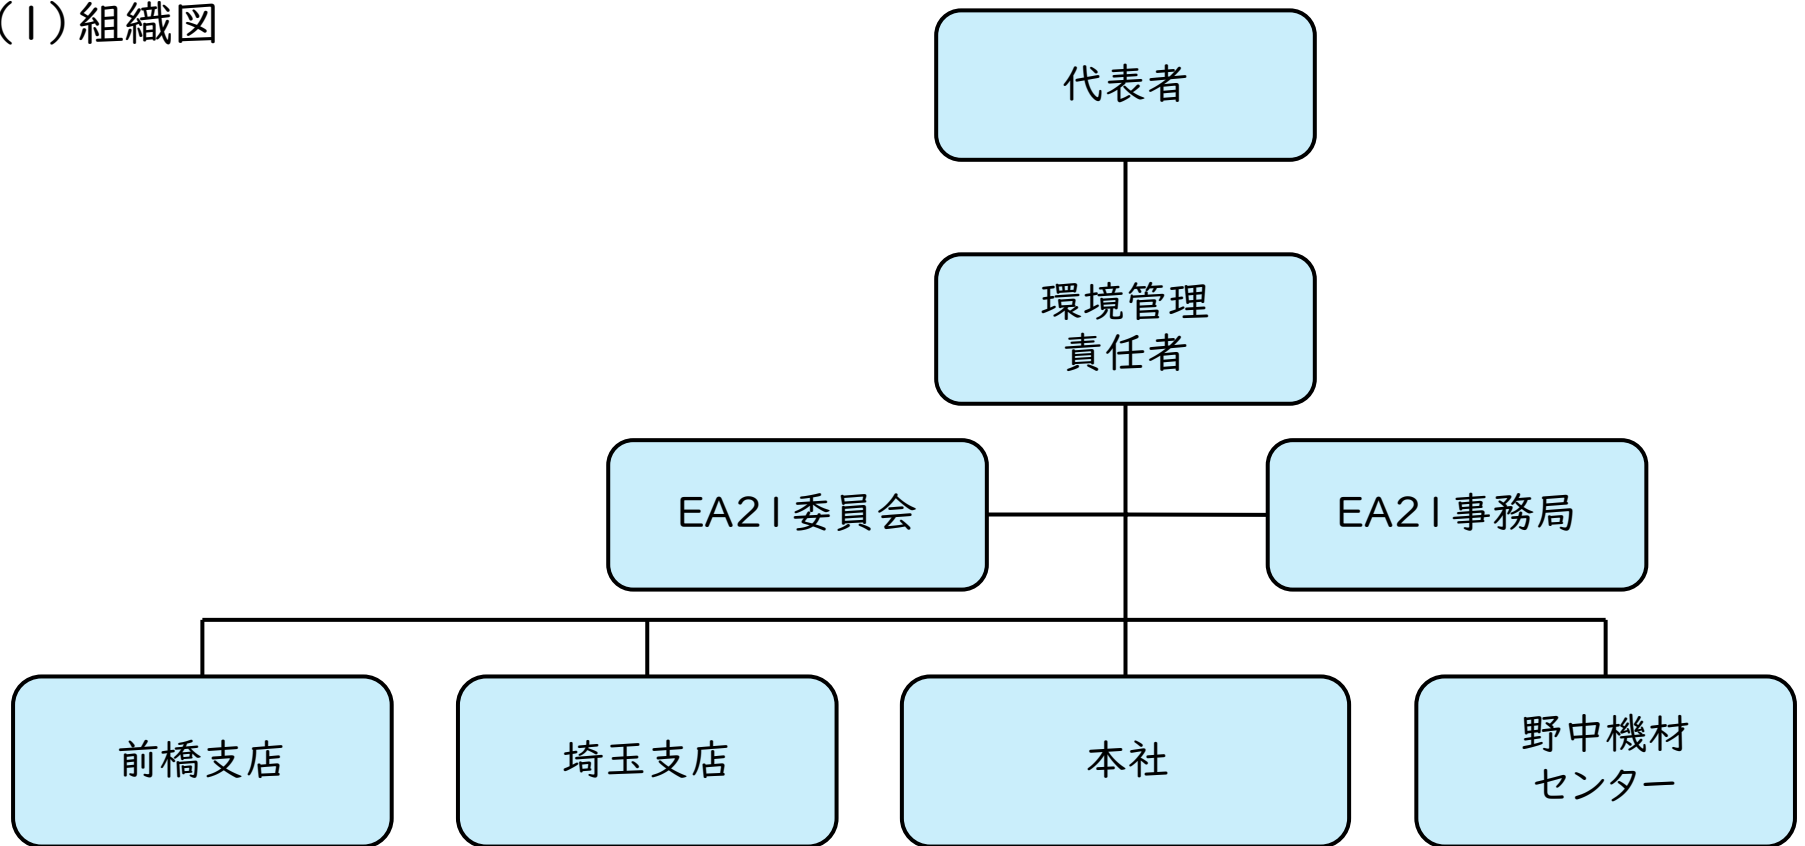 (1)組織図
代表者
環境管理
責任者
EA21委員会
EA21事務局
前橋支店
埼玉支店
本社
野中機材
センター